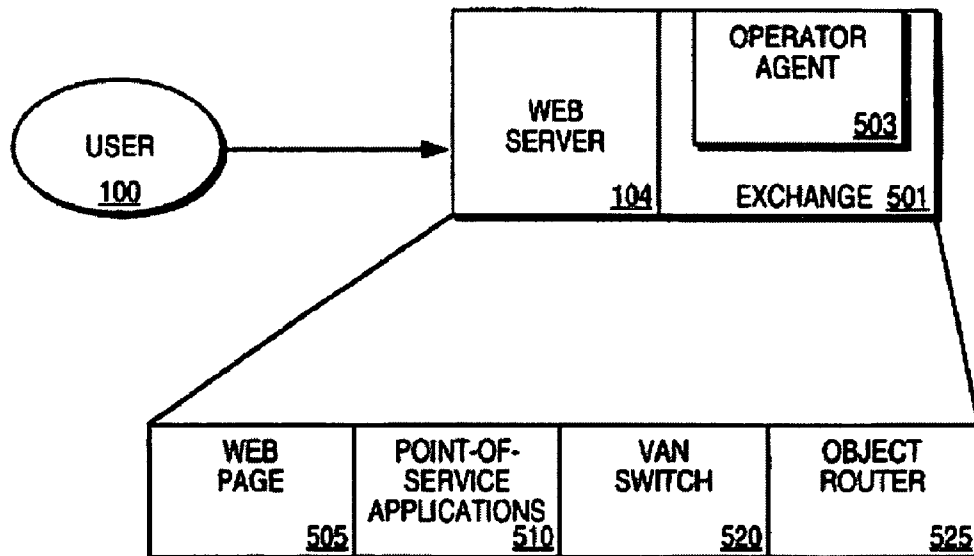 USER
100
WEB
SERVER
104
OPERATOR
AGENT
503
EXCHANGE 501
WEB
PAGE
505
POINT-OF-
SERVICE
APPLICATIONS
510
VAN
SWITCH
520
OBJECT
ROUTER
525